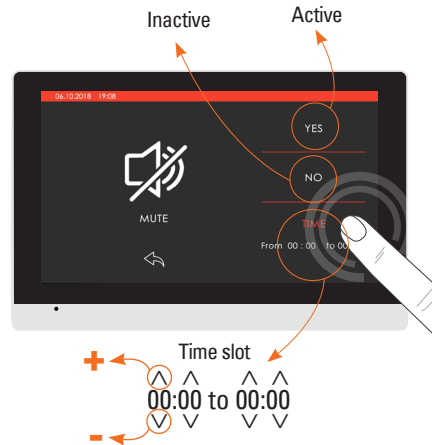 Inactive
Active
06.10.2018 19:08
YES
NO
MUTE
TIME
From 00 : 00 to 00
Time slot
+
00:00 to 00:00
-